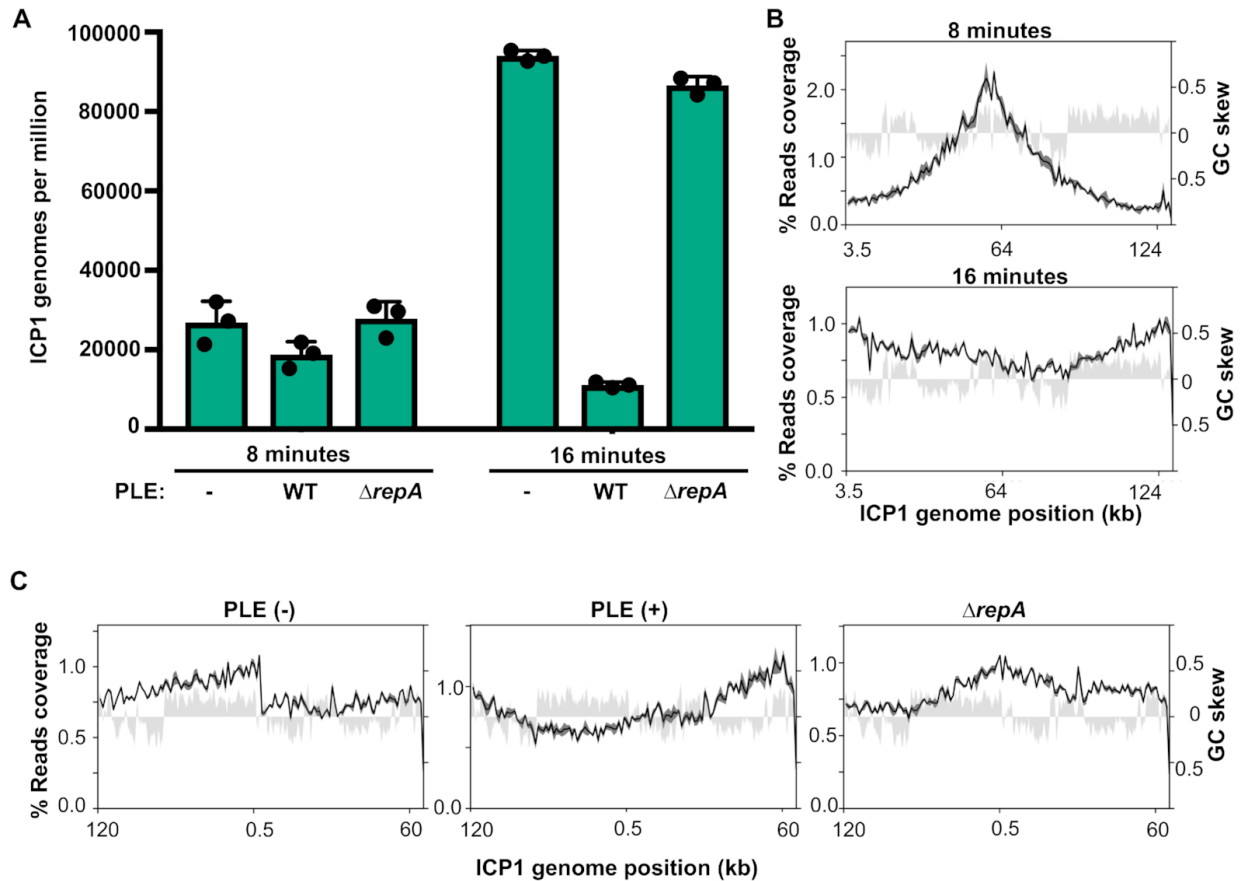 A
ICP1 genomes per million
100000
80000
60000
40000
20000
0
8 minutes
16 minutes
PLE:
-
WT
ΔrepA
-
WT
ΔrepA
B
8 minutes
% Reads coverage
2.0
1.0
0.0
0.5
0
0.5
GC skew
3.5
64
124
16 minutes
% Reads coverage
1.0
0.5
0.0
0.5
0
0.5
GC skew
3.5
64
124
ICP1 genome position (kb)
C
PLE (-)
PLE (+)
ΔrepA
% Reads coverage
1.0
0.5
0.0
120
0.5
60
1.0
0.0
120
0.5
60
1.0
0.5
0.0
120
0.5
60
0.5
0
0.5
GC skew
ICP1 genome position (kb)